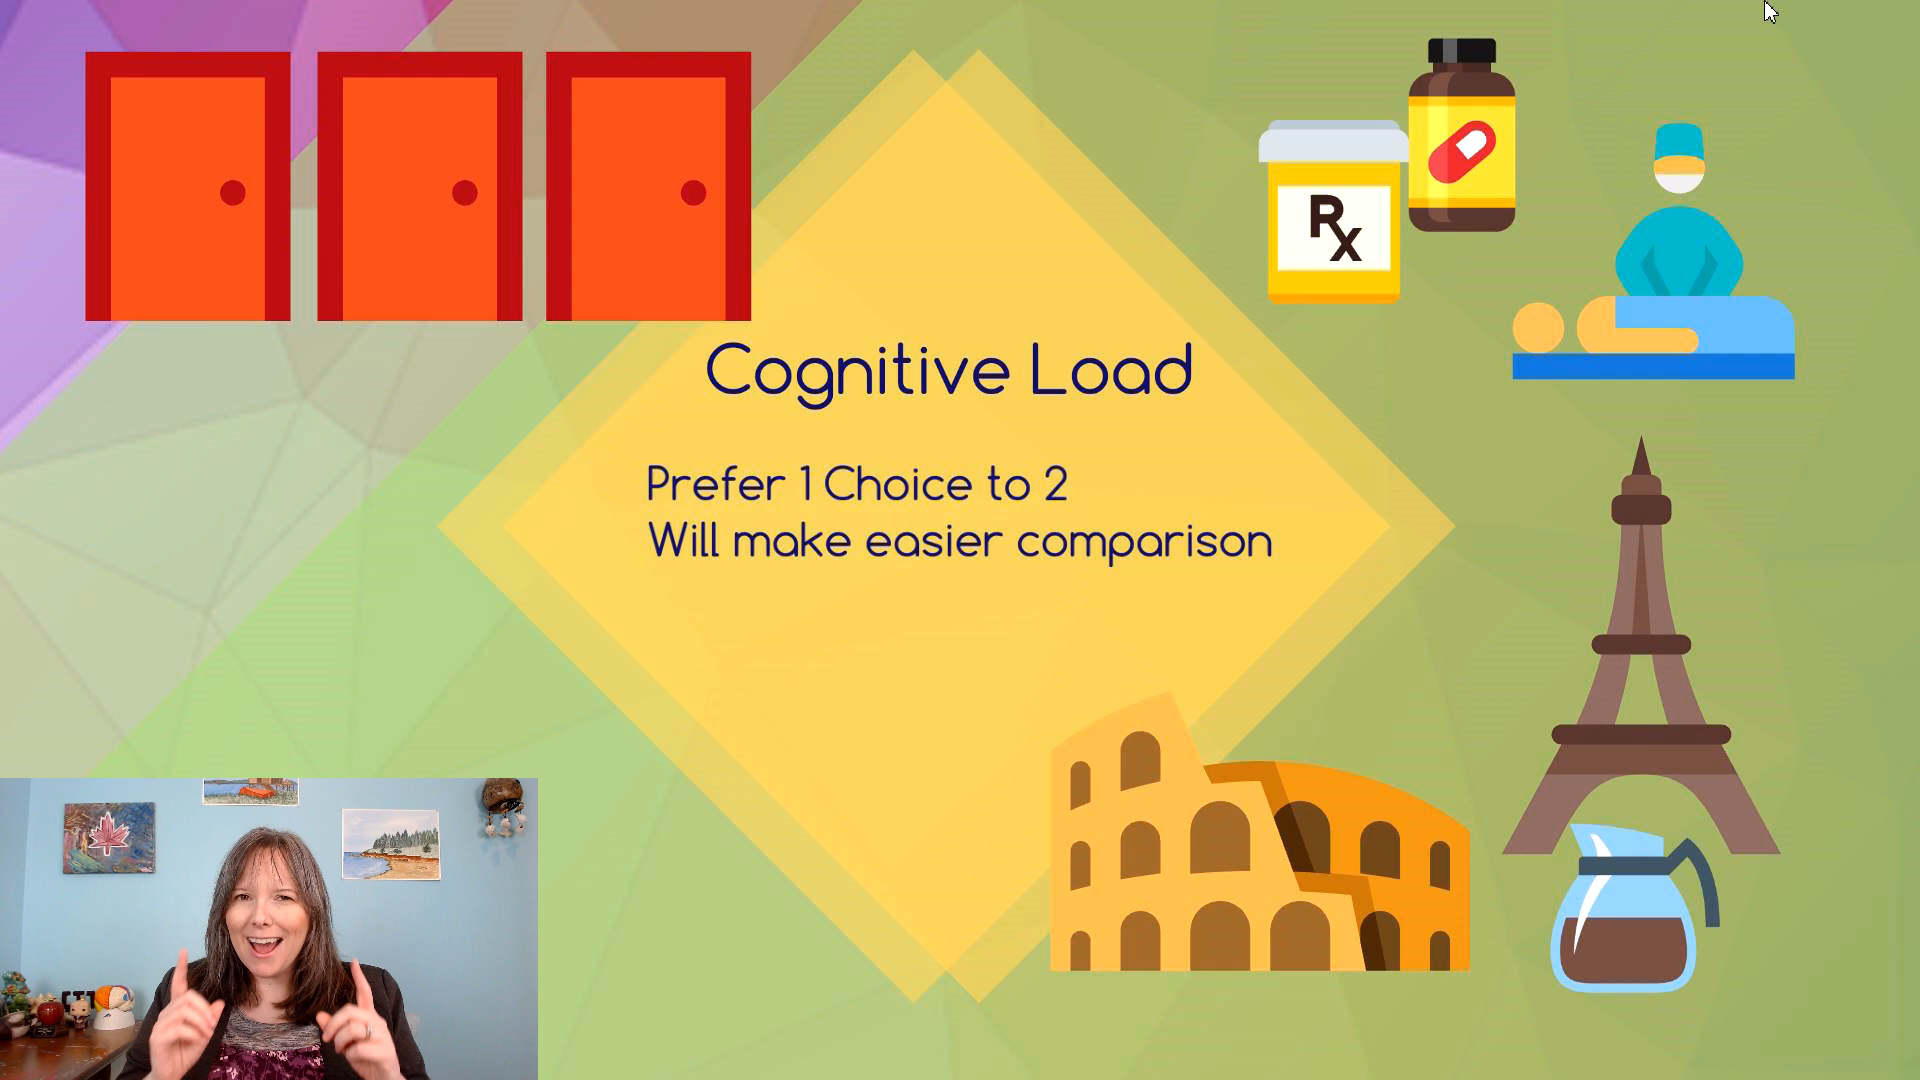 Rx
Cognitive Load
Prefer 1 Choice to 2
Will make easier comparison